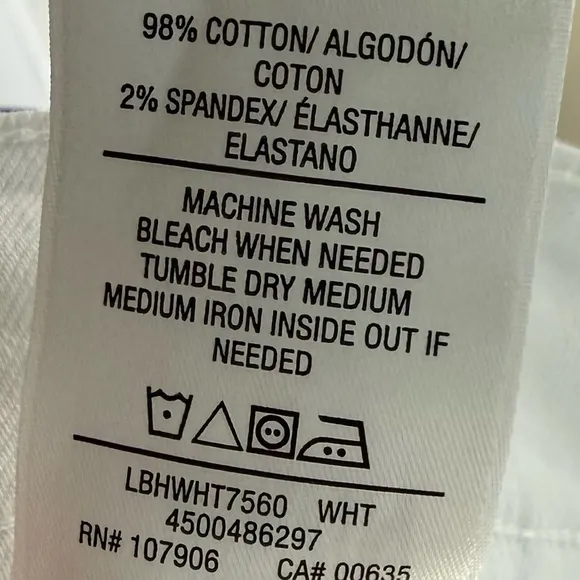 98% COTTON/ ALGODÓN/
COTON
2% SPANDEX/ ÉLASTHANNE/
ELASTANO
MACHINE WASH
BLEACH WHEN NEEDED
TUMBLE DRY MEDIUM
MEDIUM IRON INSIDE OUT IF
NEEDED
LBHWHT7560 WHT
4500486297
RN# 107906 CA# 00635